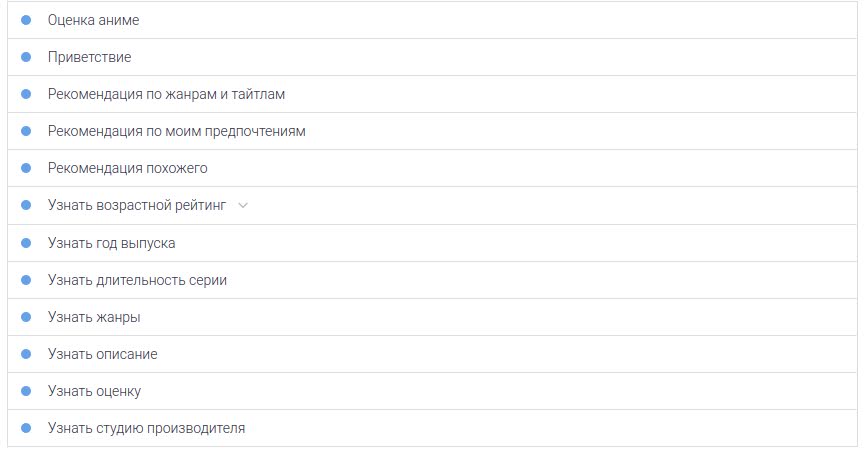 Оценка аниме
Приветствие
Рекомендация по жанрам и тайтлам
Рекомендация по моим предпочтениям
Рекомендация похожего
Узнать возрастной рейтинг
Узнать год выпуска
Узнать длительность серии
Узнать жанры
Узнать описание
Узнать оценку
Узнать студию производителя